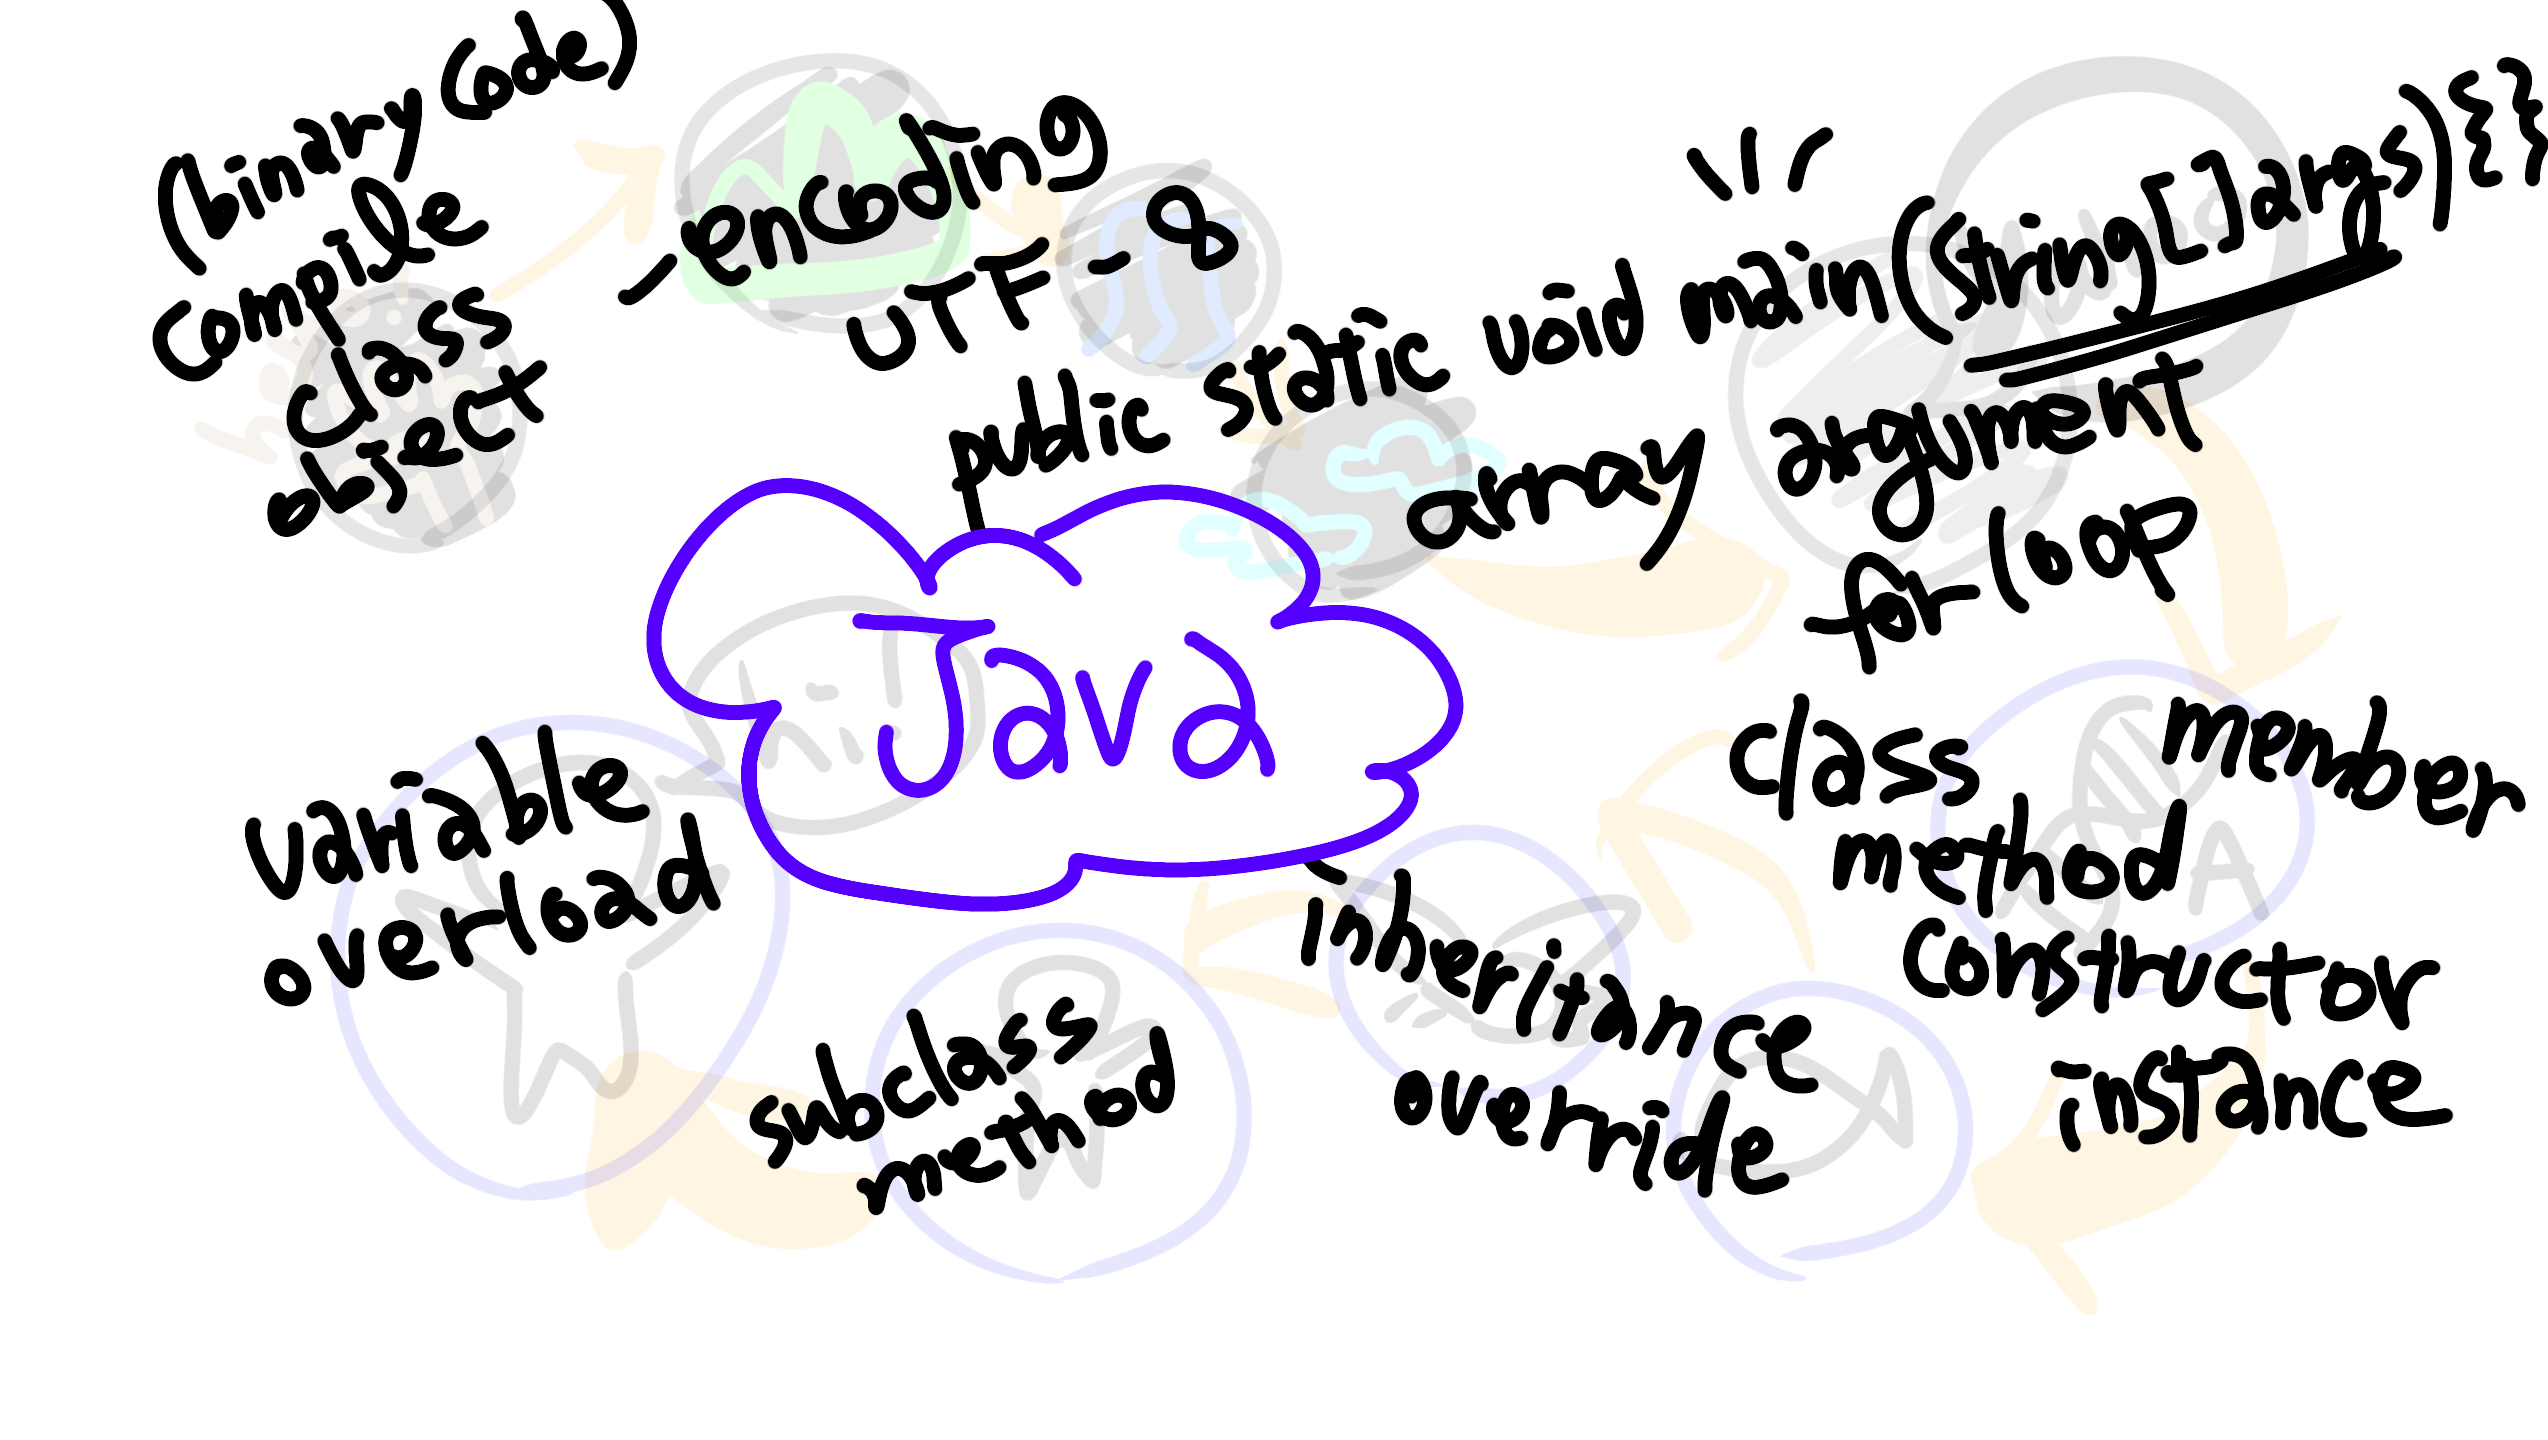 (binary code)
compile
class
object
-encoding
UTF-8
public static void main(String[]args){}
array argument
for loop
Java
hi!
variable
overload
class member
method
constructor
instance
inheritance
override
subclass
method